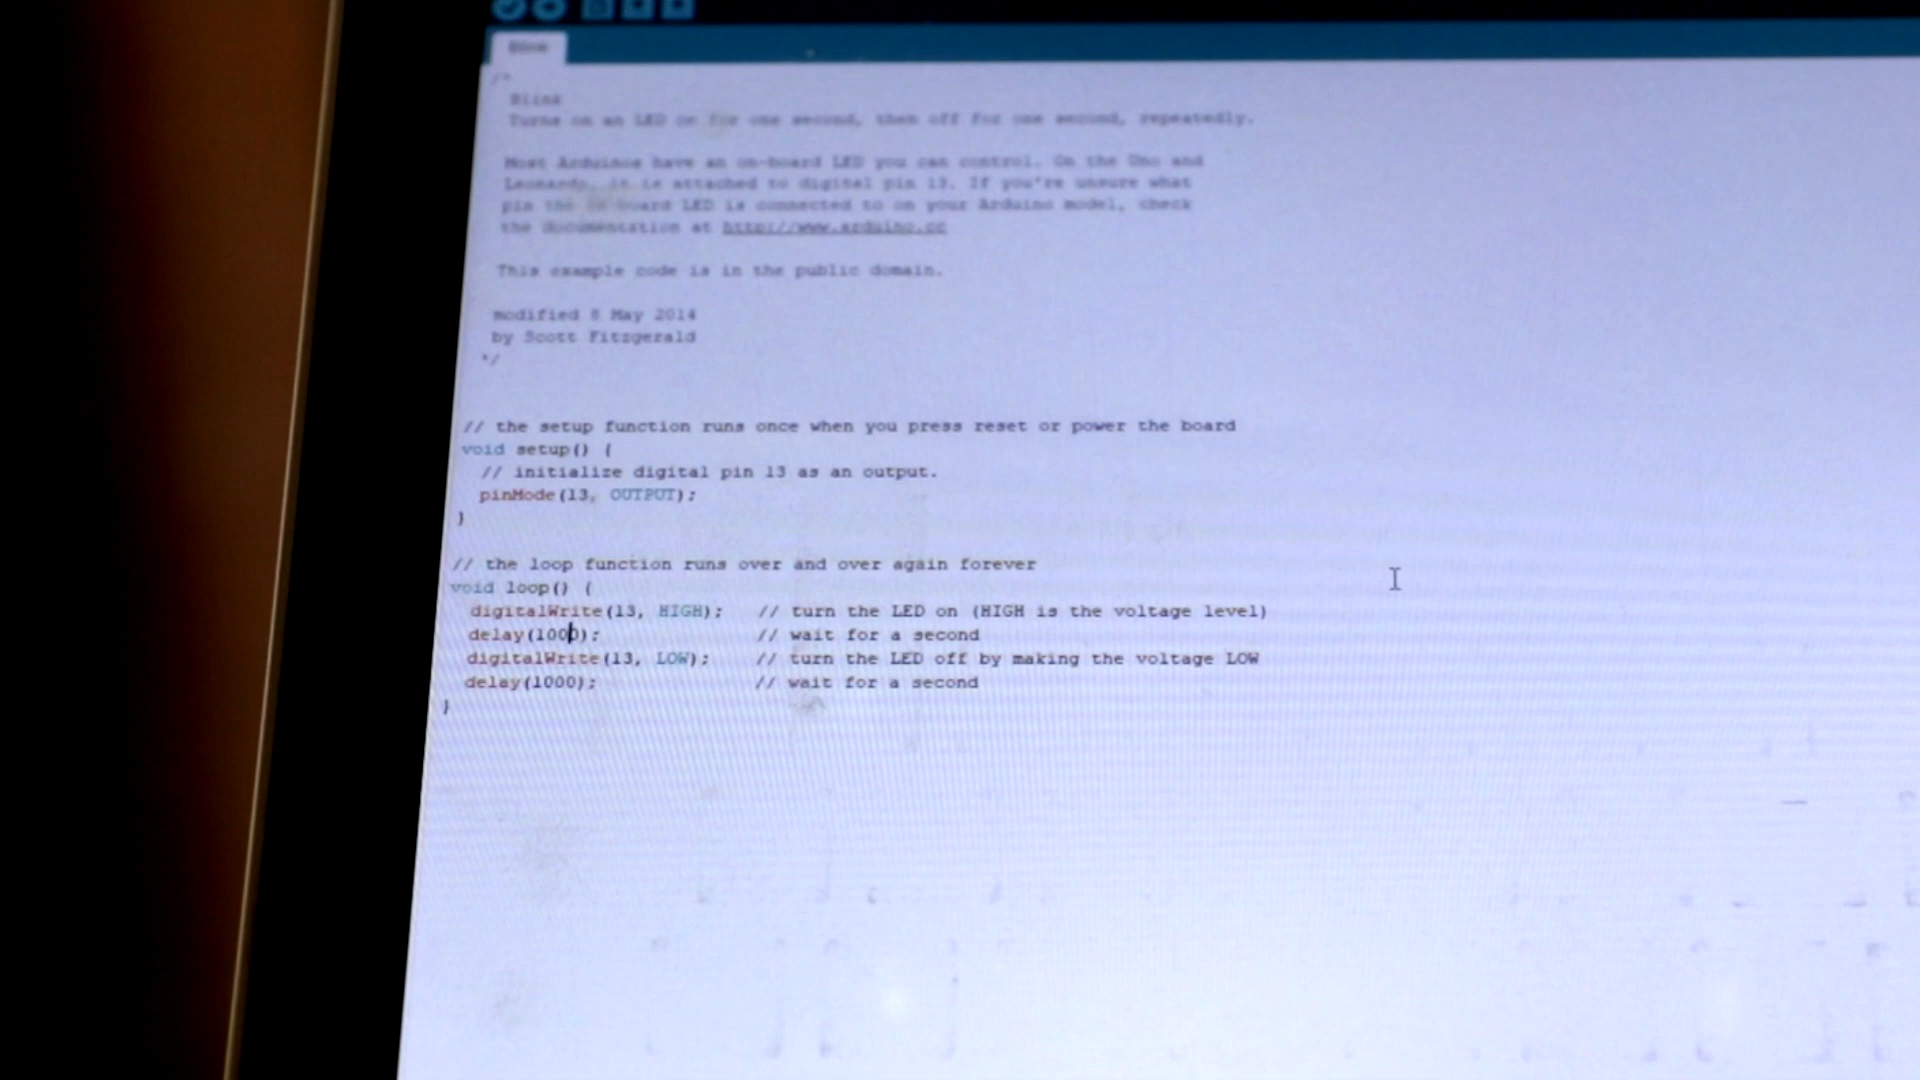 Blink
/*
Blink
Turns on an LED on for one second, then off for one second, repeatedly.
Most Arduinos have an on-board LED you can control. On the Uno and
Leonardo, it is attached to digital pin 13. If you're unsure what
pin the on-board LED is connected to on your Arduino model, check
the documentation at http://www.arduino.cc
This example code is in the public domain.
modified 8 May 2014
by Scott Fitzgerald
*/
// the setup function runs once when you press reset or power the board
void setup() {
// initialize digital pin 13 as an output.
pinMode(13, OUTPUT);
}
// the loop function runs over and over again forever
void loop() {
digitalWrite(13, HIGH);   // turn the LED on (HIGH is the voltage level)
delay(1000);   // wait for a second
digitalWrite(13, LOW);   // turn the LED off by making the voltage LOW
delay(1000);   // wait for a second
}